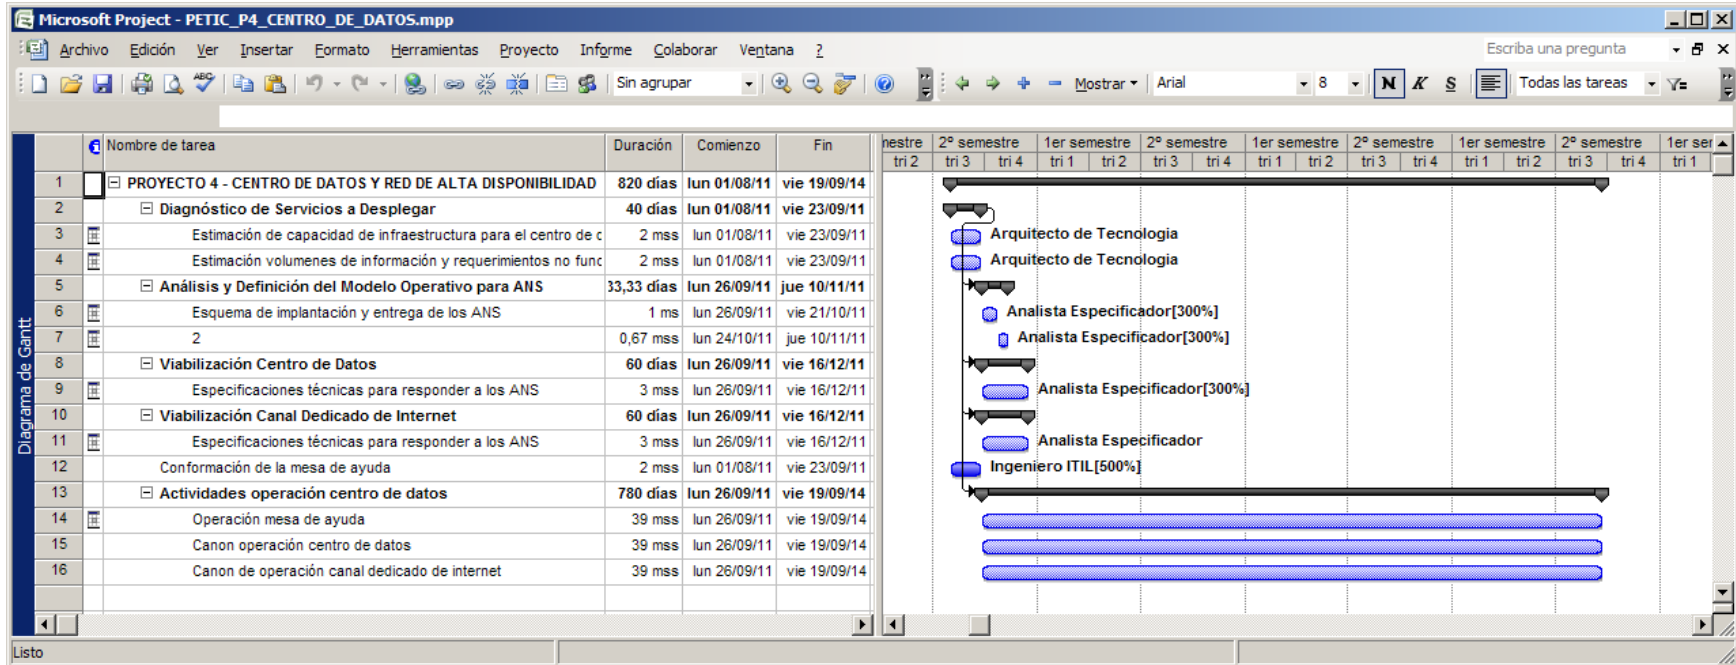 Microsoft Project - PETIC_P4_CENTRO_DE_DATOS.mpp
Archivo Edición Ver Insertar Formato Herramientas Proyecto Informe Colaborar Ventana ? Escriba una pregunta
ABC Sin agrupar Mostrar Arial 8 N K S Todas las tareas
Nombre de tarea Duración Comienzo Fin
nestre 2º semestre 1er semestre 2º semestre 1er semestre 2º semestre 1er semestre 2º semestre 1er ser
tri 2 tri 3 tri 4 tri 1 tri 2 tri 3 tri 4 tri 1 tri 2 tri 3 tri 4 tri 1 tri 2 tri 3 tri 4 tri 1
1 PROYECTO 4 - CENTRO DE DATOS Y RED DE ALTA DISPONIBILIDAD 820 días lun 01/08/11 vie 19/09/14
2 Diagnóstico de Servicios a Desplegar 40 días lun 01/08/11 vie 23/09/11
3 Estimación de capacidad de infraestructura para el centro de c 2 mss lun 01/08/11 vie 23/09/11 Arquitecto de Tecnologia
4 Estimación volumenes de información y requerimientos no func 2 mss lun 01/08/11 vie 23/09/11 Arquitecto de Tecnologia
5 Análisis y Definición del Modelo Operativo para ANS 33,33 días lun 26/09/11 jue 10/11/11
6 Esquema de implantación y entrega de los ANS 1 ms lun 26/09/11 vie 21/10/11 Analista Especificador[300%]
7 2 0,67 mss lun 24/10/11 jue 10/11/11 Analista Especificador[300%]
8 Viabilización Centro de Datos 60 días lun 26/09/11 vie 16/12/11
9 Especificaciones técnicas para responder a los ANS 3 mss lun 26/09/11 vie 16/12/11 Analista Especificador[300%]
10 Viabilización Canal Dedicado de Internet 60 días lun 26/09/11 vie 16/12/11
11 Especificaciones técnicas para responder a los ANS 3 mss lun 26/09/11 vie 16/12/11 Analista Especificador
12 Conformación de la mesa de ayuda 2 mss lun 01/08/11 vie 23/09/11 Ingeniero ITIL[500%]
13 Actividades operación centro de datos 780 días lun 26/09/11 vie 19/09/14
14 Operación mesa de ayuda 39 mss lun 26/09/11 vie 19/09/14
15 Canon operación centro de datos 39 mss lun 26/09/11 vie 19/09/14
16 Canon de operación canal dedicado de internet 39 mss lun 26/09/11 vie 19/09/14
Diagrama de Gantt
Listo